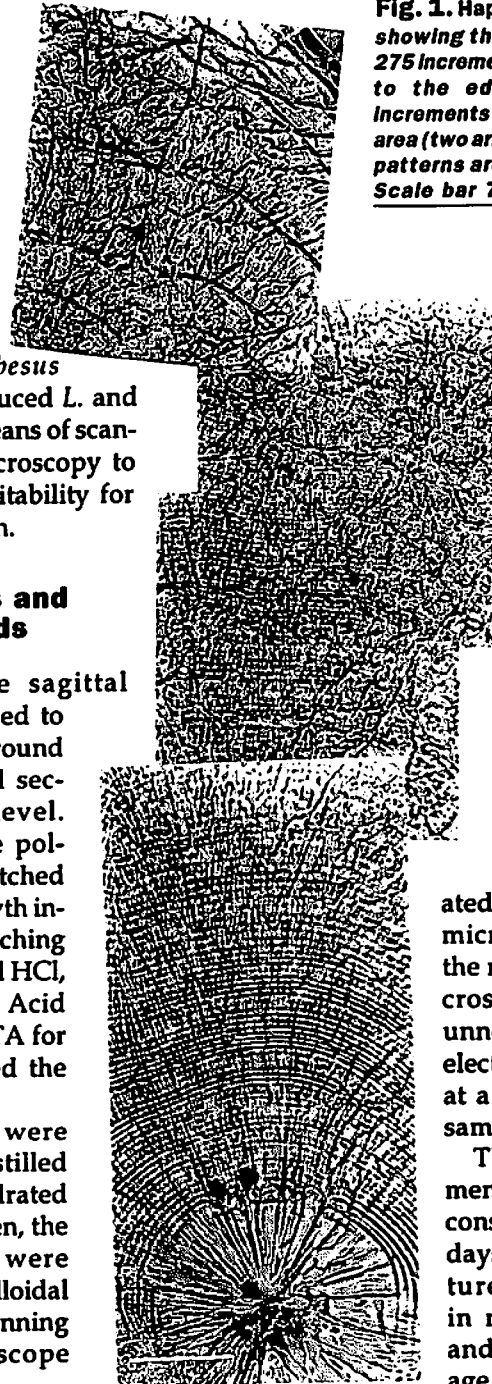 Fig. 1. Hap
showing th
275 increme
to the ed
increments
area (two ar
patterns ar
Scale bar
besus
uced L. and
eans of scan-
croscopy to
itability for
n.
s and
ds
e sagittal
ed to
round
l sec-
evel.
e pol-
tched
vth in-
ching
l HCl,
Acid
TA for
ed the
were
stilled
drated
en, the
were
lloidal
nning
scope
ated
micr
the r
cros
unn
elect
at a
sam
T
men
cons
day
ture
in r
and
age